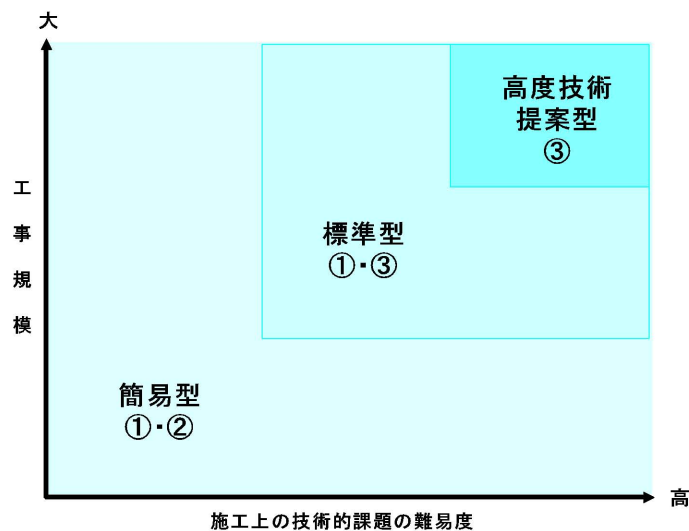 大
高度技術
提案型
③
工事規模
標準型
①・③
簡易型
①・②
高
施工上の技術的課題の難易度